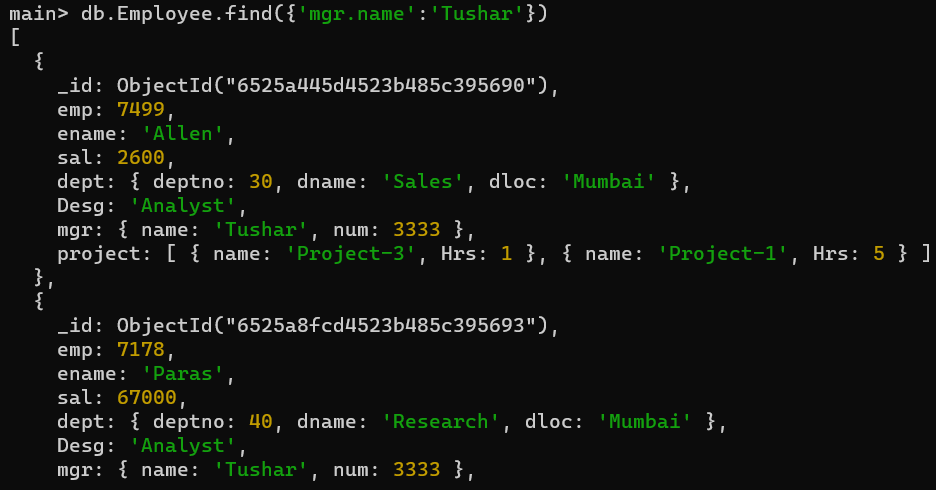 main> db.Employee.find({'mgr.name':'Tushar'})
[
  {
    _id: ObjectId("6525a445d4523b485c395690"),
    emp: 7499,
    ename: 'Allen',
    sal: 2600,
    dept: { deptno: 30, dname: 'Sales', dloc: 'Mumbai' },
    Desg: 'Analyst',
    mgr: { name: 'Tushar', num: 3333 },
    project: [ { name: 'Project-3', Hrs: 1 }, { name: 'Project-1', Hrs: 5 } ]
  },
  {
    _id: ObjectId("6525a8fcd4523b485c395693"),
    emp: 7178,
    ename: 'Paras',
    sal: 67000,
    dept: { deptno: 40, dname: 'Research', dloc: 'Mumbai' },
    Desg: 'Analyst',
    mgr: { name: 'Tushar', num: 3333 },